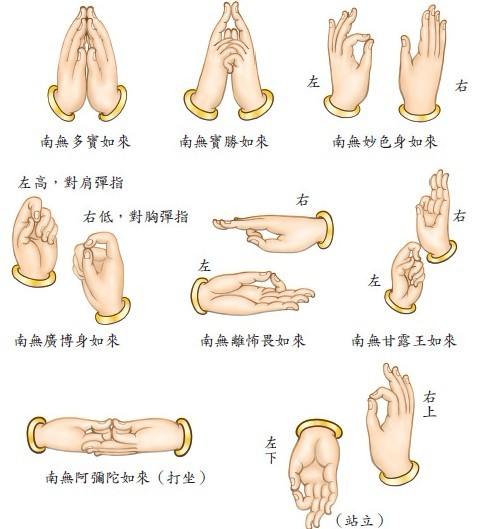 左
右
南無多寶如來
南無寶勝如來
南無妙色身如來
左高，對肩彈指
右低，對胸彈指
右
左
右
左
南無廣博身如來
南無離怖畏如來
南無甘露王如來
右上
左下
南無阿彌陀如來（打坐）
（站立）